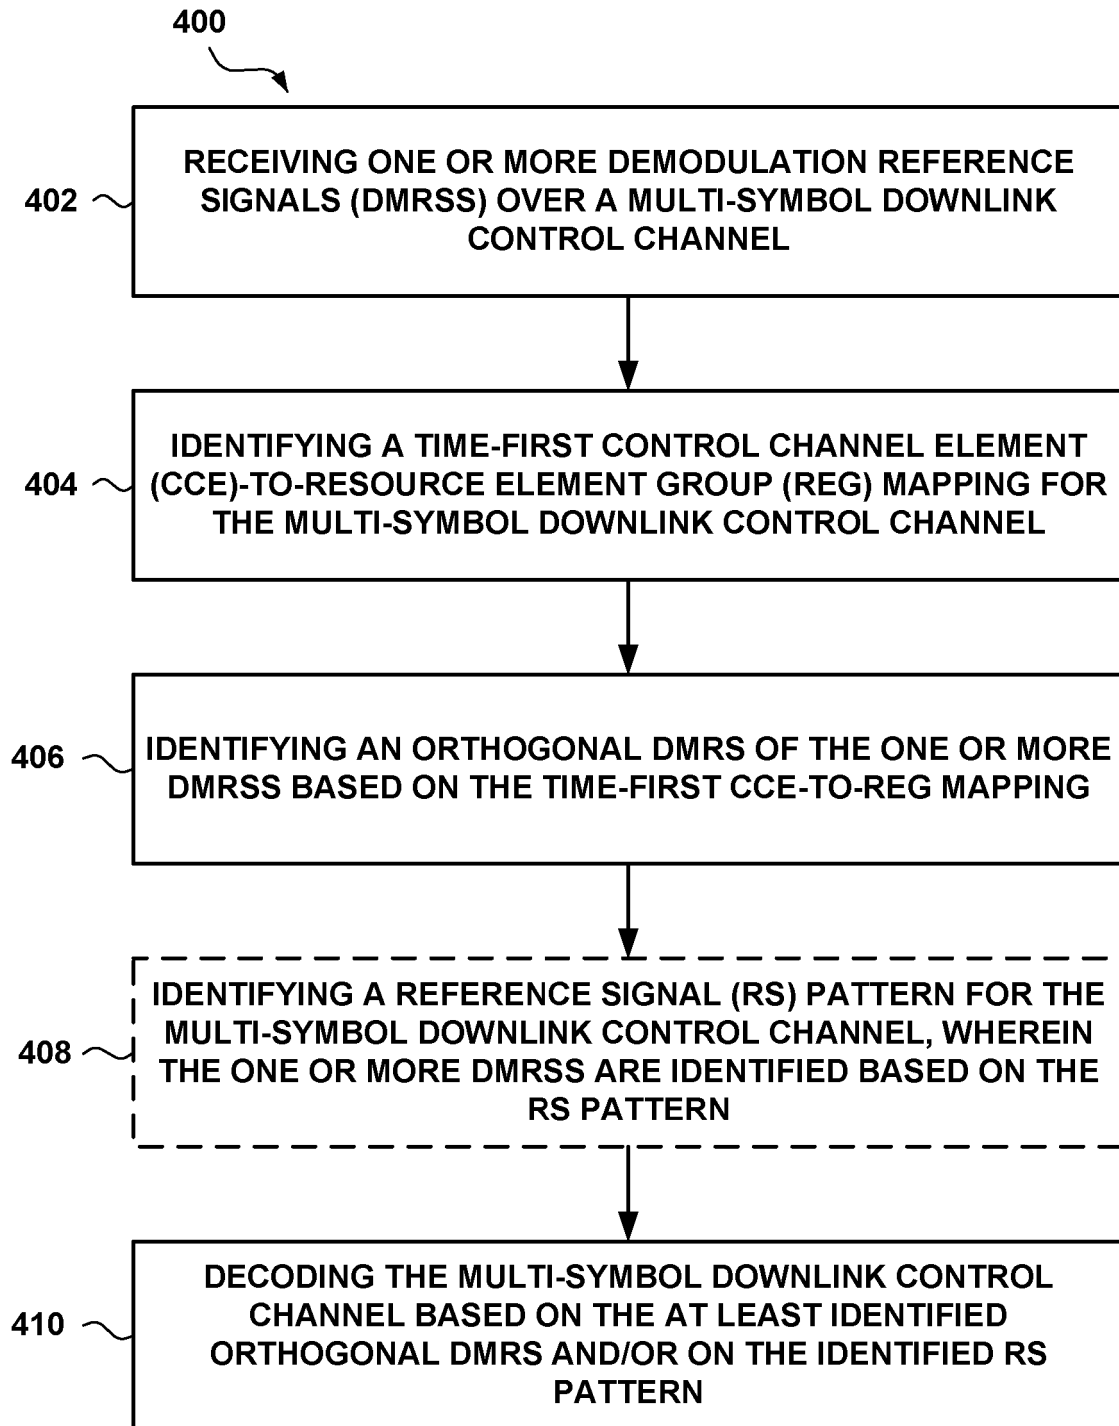 400
402
RECEIVING ONE OR MORE DEMODULATION REFERENCE
SIGNALS (DMRSS) OVER A MULTI-SYMBOL DOWNLINK
CONTROL CHANNEL
404
IDENTIFYING A TIME-FIRST CONTROL CHANNEL ELEMENT
(CCE)-TO-RESOURCE ELEMENT GROUP (REG) MAPPING FOR
THE MULTI-SYMBOL DOWNLINK CONTROL CHANNEL
406
IDENTIFYING AN ORTHOGONAL DMRS OF THE ONE OR MORE
DMRSS BASED ON THE TIME-FIRST CCE-TO-REG MAPPING
408
IDENTIFYING A REFERENCE SIGNAL (RS) PATTERN FOR THE
MULTI-SYMBOL DOWNLINK CONTROL CHANNEL, WHEREIN
THE ONE OR MORE DMRSS ARE IDENTIFIED BASED ON THE
RS PATTERN
410
DECODING THE MULTI-SYMBOL DOWNLINK CONTROL
CHANNEL BASED ON THE AT LEAST IDENTIFIED
ORTHOGONAL DMRS AND/OR ON THE IDENTIFIED RS
PATTERN